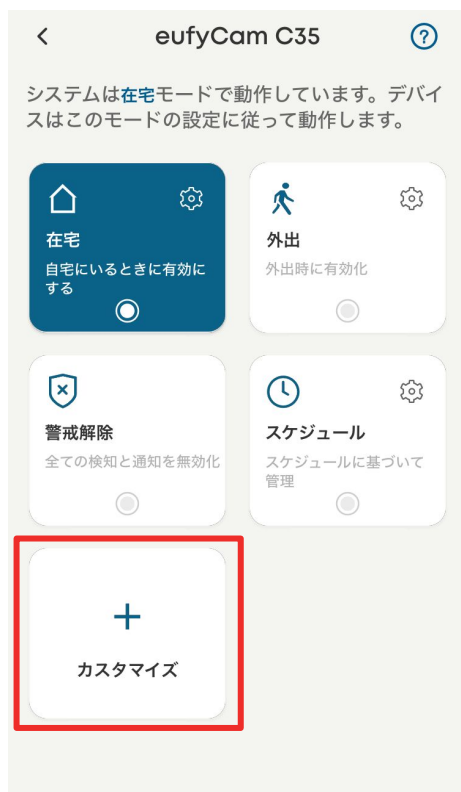 eufyCam C35
システムは在宅モードで動作しています。デバイ
スはこのモードの設定に従って動作します。
在宅
自宅にいるときに有効に
する
外出
外出時に有効化
警戒解除
全ての検知と通知を無効化
スケジュール
スケジュールに基づいて
管理
カスタマイズ